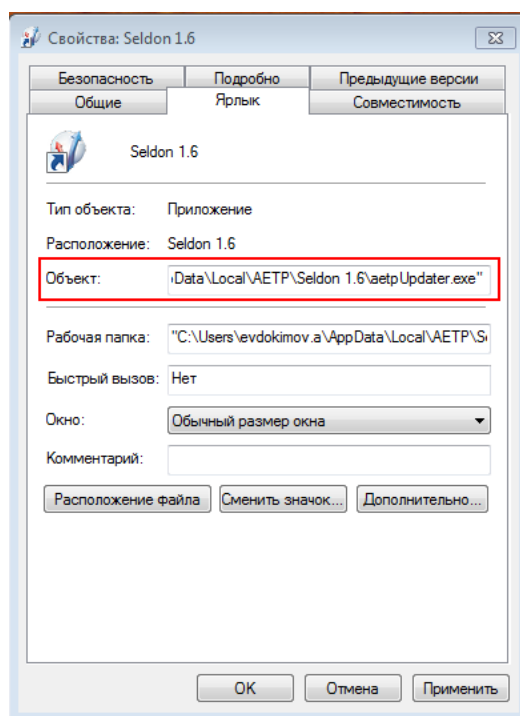 Свойства: Seldon 1.6
Безопасность Подробно Предыдущие версии
Общие Ярлык Совместимость
Seldon 1.6
Тип объекта: Приложение
Расположение: Seldon 1.6
Объект: Data\Local\AETP\Seldon 1.6\aetpUpdater.exe"
Рабочая папка: "C:\Users\evdokimov.a\AppData\Local\AETP\S
Быстрый вызов: Нет
Окно: Обычный размер окна
Комментарий:
Расположение файла Сменить значок... Дополнительно...
OK Отмена Применить